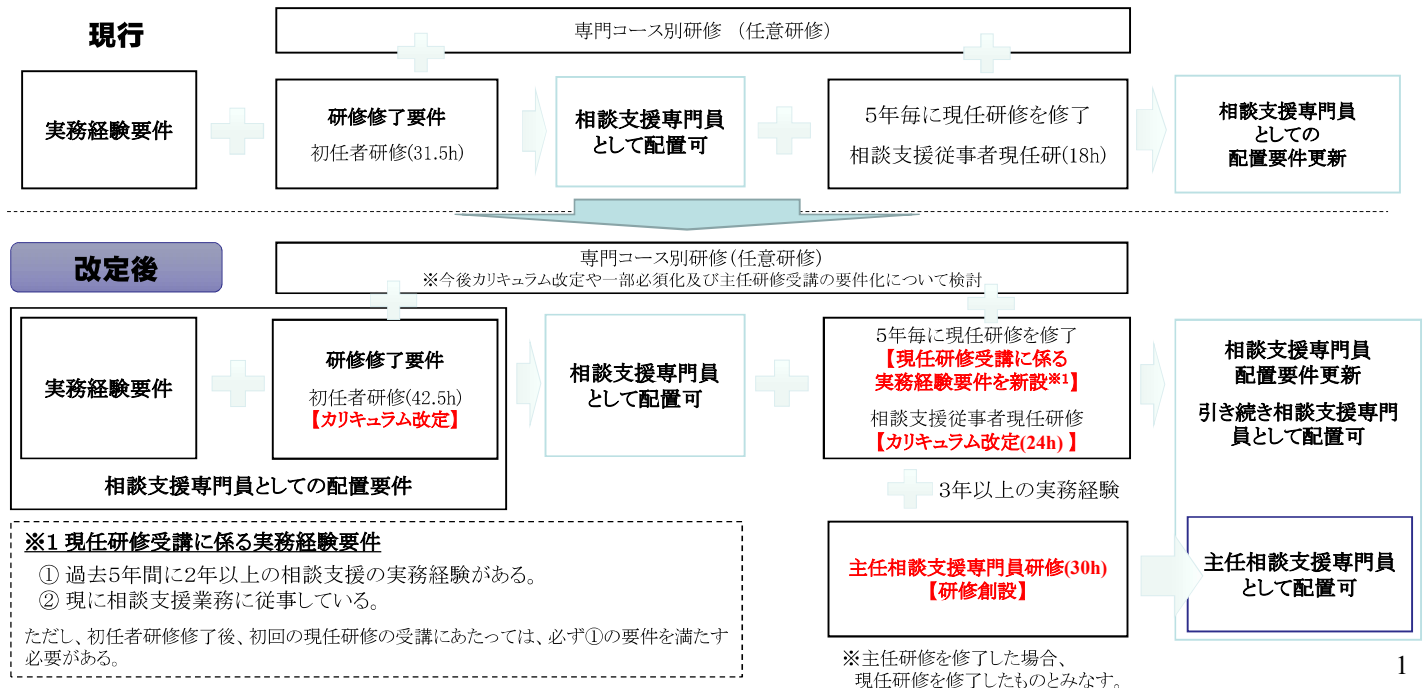 現行
専門コース別研修 （任意研修）
実務経験要件
研修修了要件
初任者研修(31.5h)
相談支援専門員
として配置可
5年毎に現任研修を修了
相談支援従事者現任研(18h)
相談支援専門員
としての
配置要件更新
改定後
専門コース別研修(任意研修)
※今後カリキュラム改定や一部必須化及び主任研修受講の要件化について検討
実務経験要件
研修修了要件
初任者研修(42.5h)
【カリキュラム改定】
相談支援専門員としての配置要件
相談支援専門員
として配置可
5年毎に現任研修を修了
【現任研修受講に係る
実務経験要件を新設※1】
相談支援従事者現任研修
【カリキュラム改定(24h) 】
相談支援専門員
配置要件更新
引き続き相談支援専門
員として配置可
3年以上の実務経験
主任相談支援専門員研修(30h)
【研修創設】
主任相談支援専門員
として配置可
※主任研修を修了した場合、
現任研修を修了したものとみなす。
※1 現任研修受講に係る実務経験要件
① 過去5年間に2年以上の相談支援の実務経験がある。
② 現に相談支援業務に従事している。
ただし、初任者研修修了後、初回の現任研修の受講にあたっては、必ず①の要件を満たす
必要がある。
1